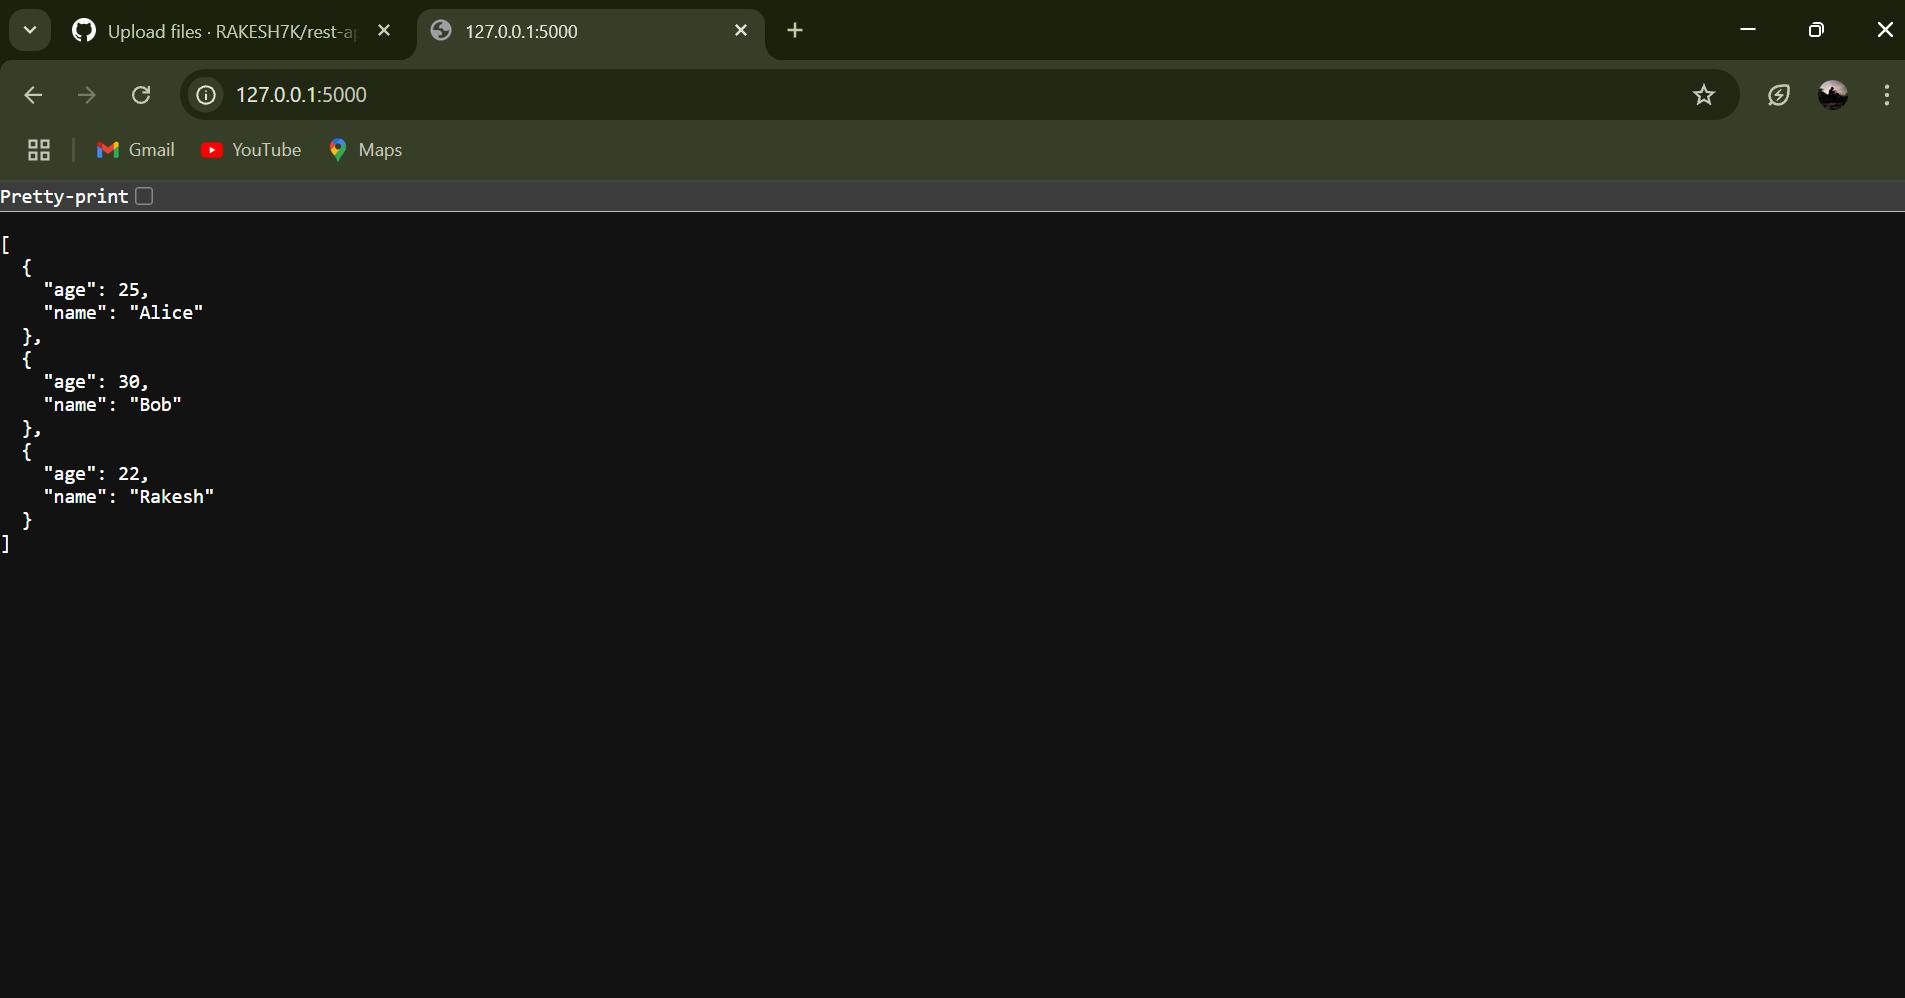 Upload files · RAKESH7K/rest-ap
127.0.0.1:5000
127.0.0.1:5000
Gmail
YouTube
Maps
Pretty-print
[
  {
    "age": 25,
    "name": "Alice"
  },
  {
    "age": 30,
    "name": "Bob"
  },
  {
    "age": 22,
    "name": "Rakesh"
  }
]